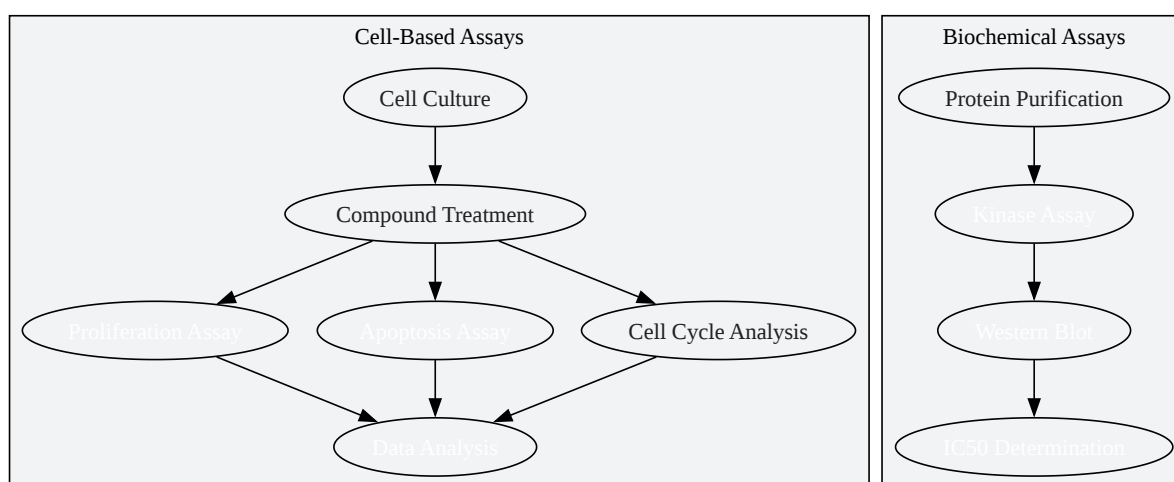 Cell-Based Assays
Biochemical Assays
Cell Culture
Protein Purification
Compound Treatment
Kinase Assay
Proliferation Assay
Apoptosis Assay
Cell Cycle Analysis
Western Blot
Data Analysis
IC50 Determination